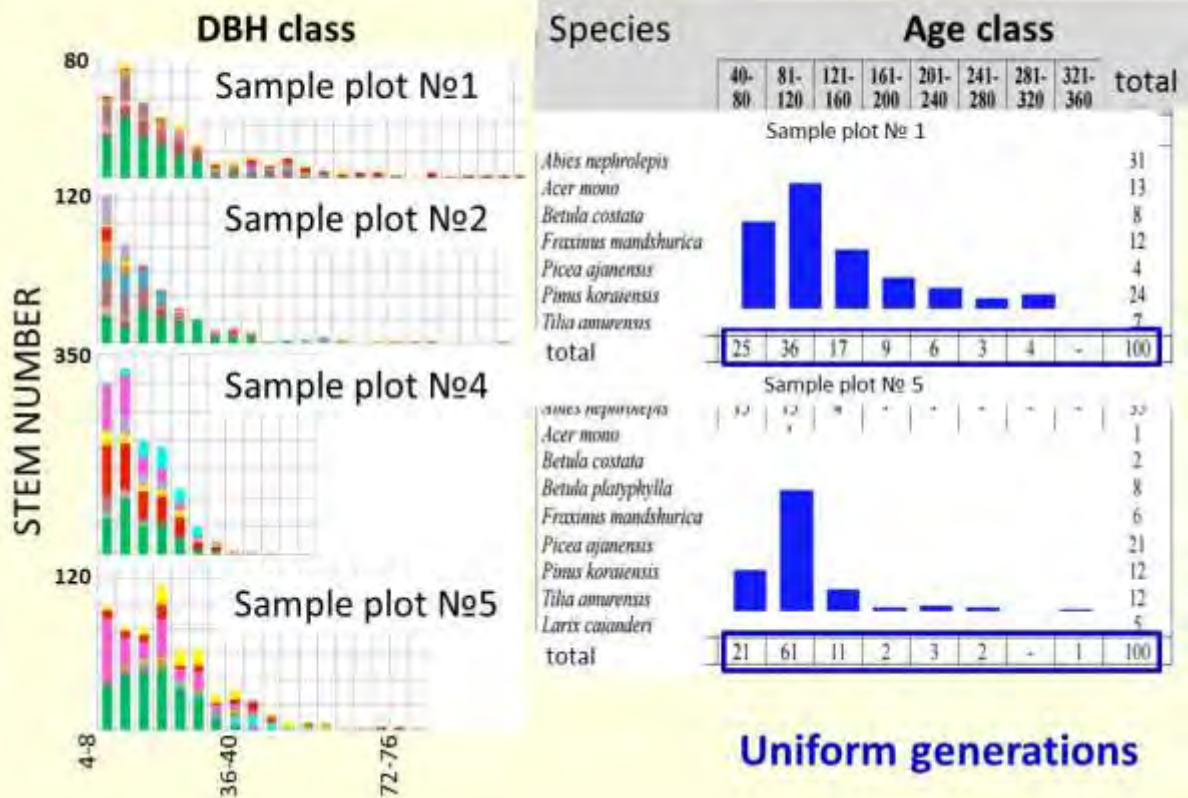 DBH class
80
Sample plot №1
120
Sample plot №2
350
Sample plot №4
120
Sample plot №5
STEM NUMBER
4-8
36-40
72-76
Species
Age class
40-80 81-120 121-160 161-200 201-240 241-280 281-320 321-360 total
Sample plot № 1
Abies nephrolepis 31
Acer mono 13
Betula costata 8
Fraxinus mandshurica 12
Picea ajanensis 4
Pinus koraiensis 24
Tilia amurensis 7
total 25 36 17 9 6 3 4 - 100
Sample plot № 5
Abies nephrolepis - - - - -
Acer mono 1
Betula costata 2
Betula platyphylla 8
Fraxinus mandshurica 6
Picea ajanensis 21
Pinus koraiensis 12
Tilia amurensis 12
Larix cajanderi 5
total 21 61 11 2 3 2 - 1 100
Uniform generations